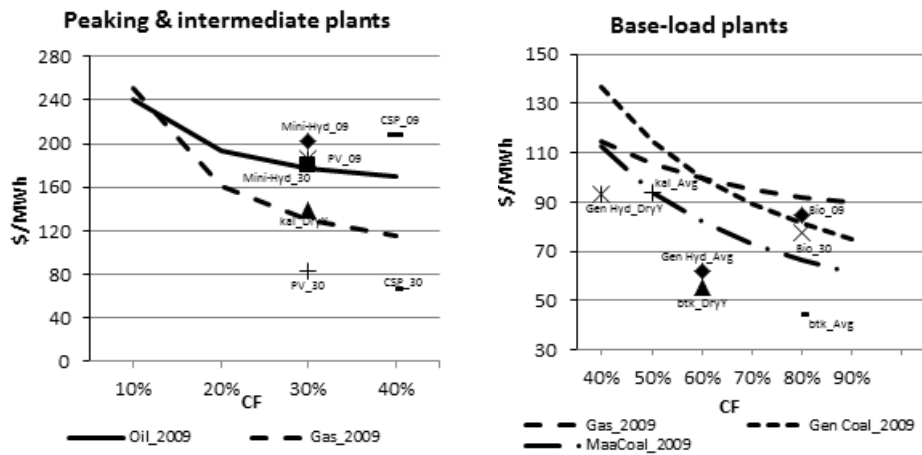 Peaking & intermediate plants
280
240
200
160
120
80
40
0
$/MWh
CSP_09
Mini-Hyd_09
PV_09
Mini-Hyd_30
kal_DryY
PV_30
CSP_30
10% 20% 30% 40%
CF
Oil_2009 Gas_2009
Base-load plants
150
130
110
90
70
50
30
$/MWh
kal_Avg
Gen Hyd_DryY
Bio_09
Bio_30
Gen Hyd_Avg
btk_DryY
btk_Avg
40% 50% 60% 70% 80% 90%
CF
Gas_2009 Gen Coal_2009
MaaCoal_2009